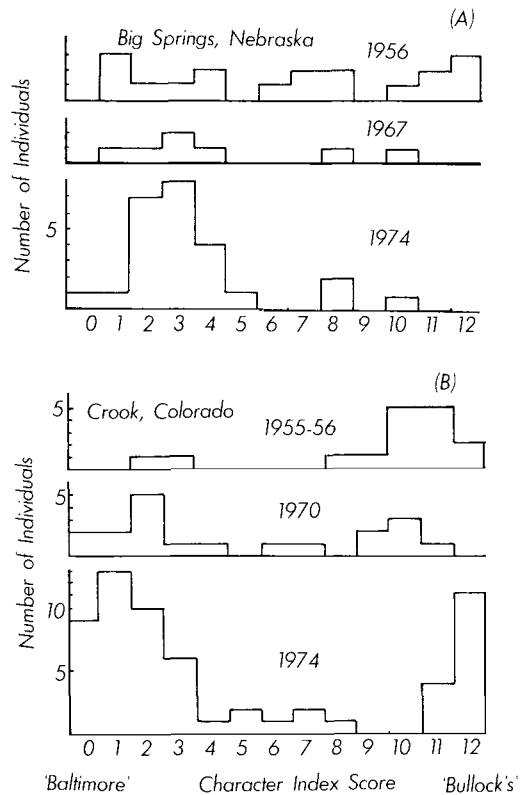 (A)
Big Springs, Nebraska
1956
1967
1974
Number of Individuals
5
0 1 2 3 4 5 6 7 8 9 10 11 12
(B)
5
Crook, Colorado
1955-56
5
1970
Number of Individuals
10
5
1974
0 1 2 3 4 5 6 7 8 9 10 11 12
'Baltimore' Character Index Score 'Bullock's'